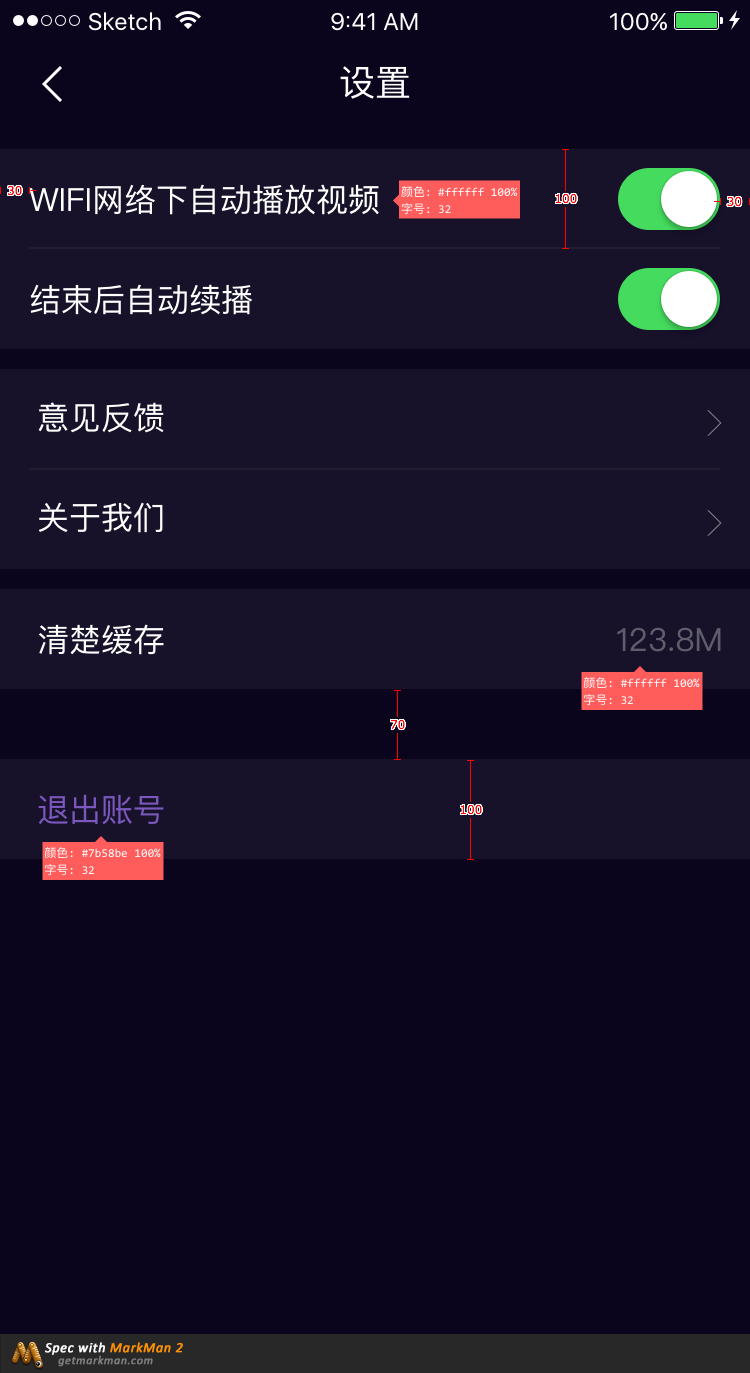 Sketch 9:41 AM 100%
设置
30 WIFI网络下自动播放视频 颜色: #ffffff 100% 100 30
字号: 32
结束后自动续播
意见反馈
关于我们
清楚缓存 123.8M
颜色: #ffffff 100%
字号: 32
70
退出账号 100
颜色: #7b58be 100%
字号: 32
Spec with MarkMan 2
getmarkman.com